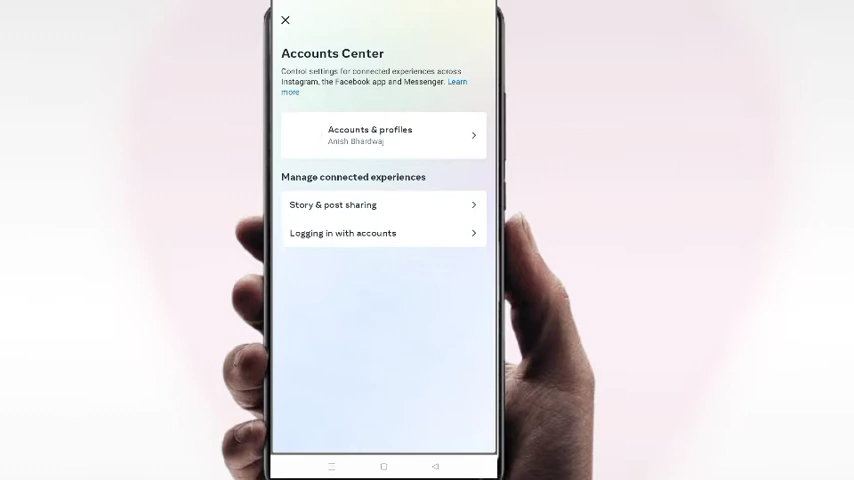 Accounts Center
Control settings for connected experiences across
Instagram, the Facebook app and Messenger. Learn
more
Accounts & profiles
Anish Bhardwaj
Manage connected experiences
Story & post sharing
Logging in with accounts